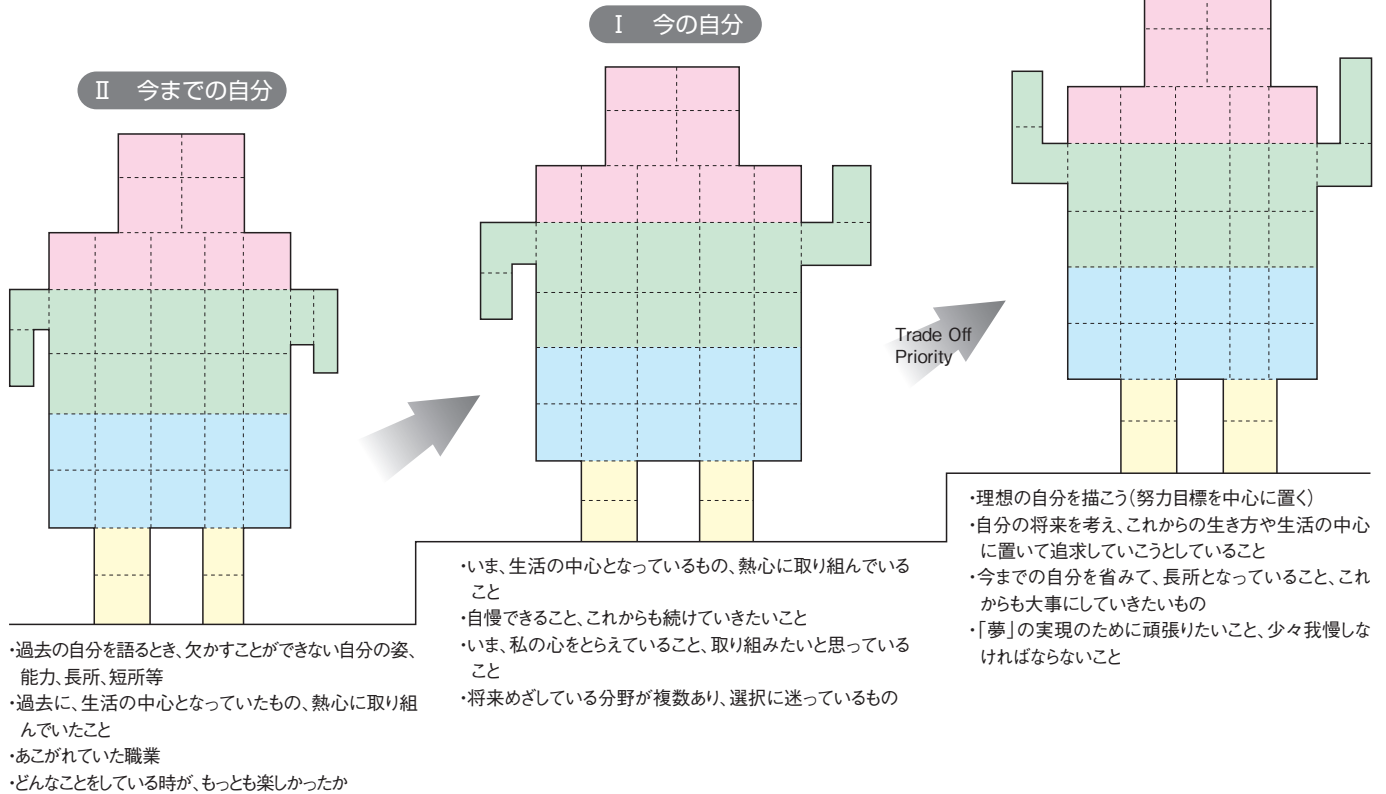 Ⅰ　今の自分
Ⅱ　今までの自分
Trade Off
Priority
・過去の自分を語るとき、欠かすことができない自分の姿、
能力、長所、短所等
・過去に、生活の中心となっていたもの、熱心に取り組
んでいたこと
・あこがれていた職業
・どんなことをしている時が、もっとも楽しかったか
・いま、生活の中心となっているもの、熱心に取り組んでいる
こと
・自慢できること、これからも続けていきたいこと
・いま、私の心をとらえていること、取り組みたいと思っている
こと
・将来めざしている分野が複数あり、選択に迷っているもの
・理想の自分を描こう(努力目標を中心に置く)
・自分の将来を考え、これからの生き方や生活の中心
に置いて追求していこうとしていること
・今までの自分を省みて、長所となっていること、これ
からも大事にしていきたいもの
・「夢」の実現のために頑張りたいこと、少々我慢しな
ければならないこと